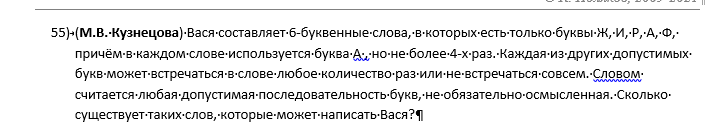 55)(М.В. Кузнецова) Вася составляет 6-буквенные слова, в которых есть только буквы Ж, И, Р, А, Ф,
причём в каждом слове используется буква А, но не более 4-х раз. Каждая из других допустимых
букв может встречаться в слове любое количество раз или не встречаться совсем. Словом
считается любая допустимая последовательность букв, не обязательно осмысленная. Сколько
существует таких слов, которые может написать Вася?¶